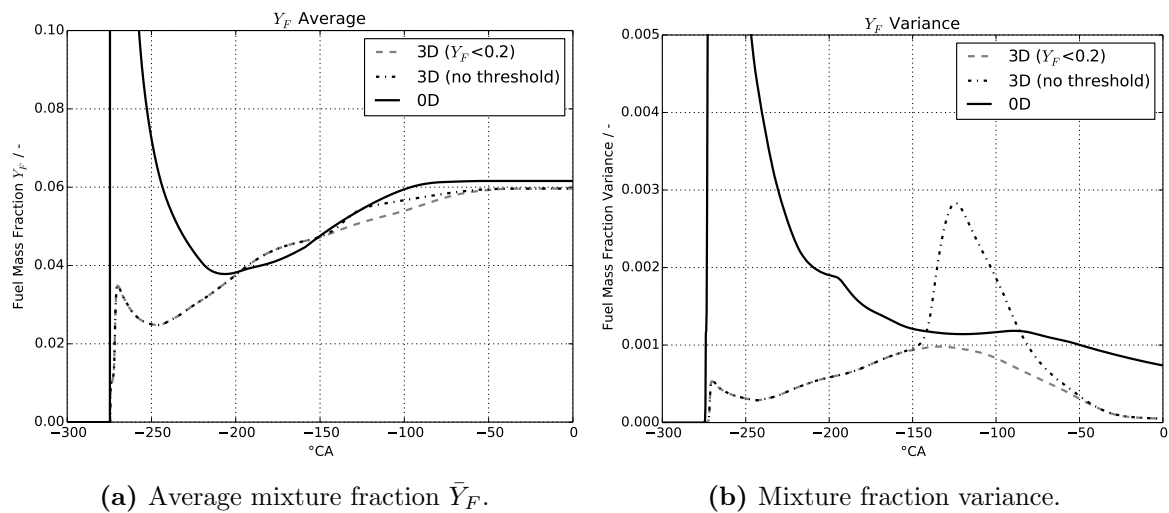 Y_F Average
Fuel Mass Fraction Y_F / -
0.10
0.08
0.06
0.04
0.02
0.00
3D (Y_F<0.2)
3D (no threshold)
0D
−300 −250 −200 −150 −100 −50 0
°CA
(a) Average mixture fraction Ȳ_F.
Y_F Variance
Fuel Mass Fraction Variance / -
0.005
0.004
0.003
0.002
0.001
0.000
3D (Y_F<0.2)
3D (no threshold)
0D
−300 −250 −200 −150 −100 −50 0
°CA
(b) Mixture fraction variance.